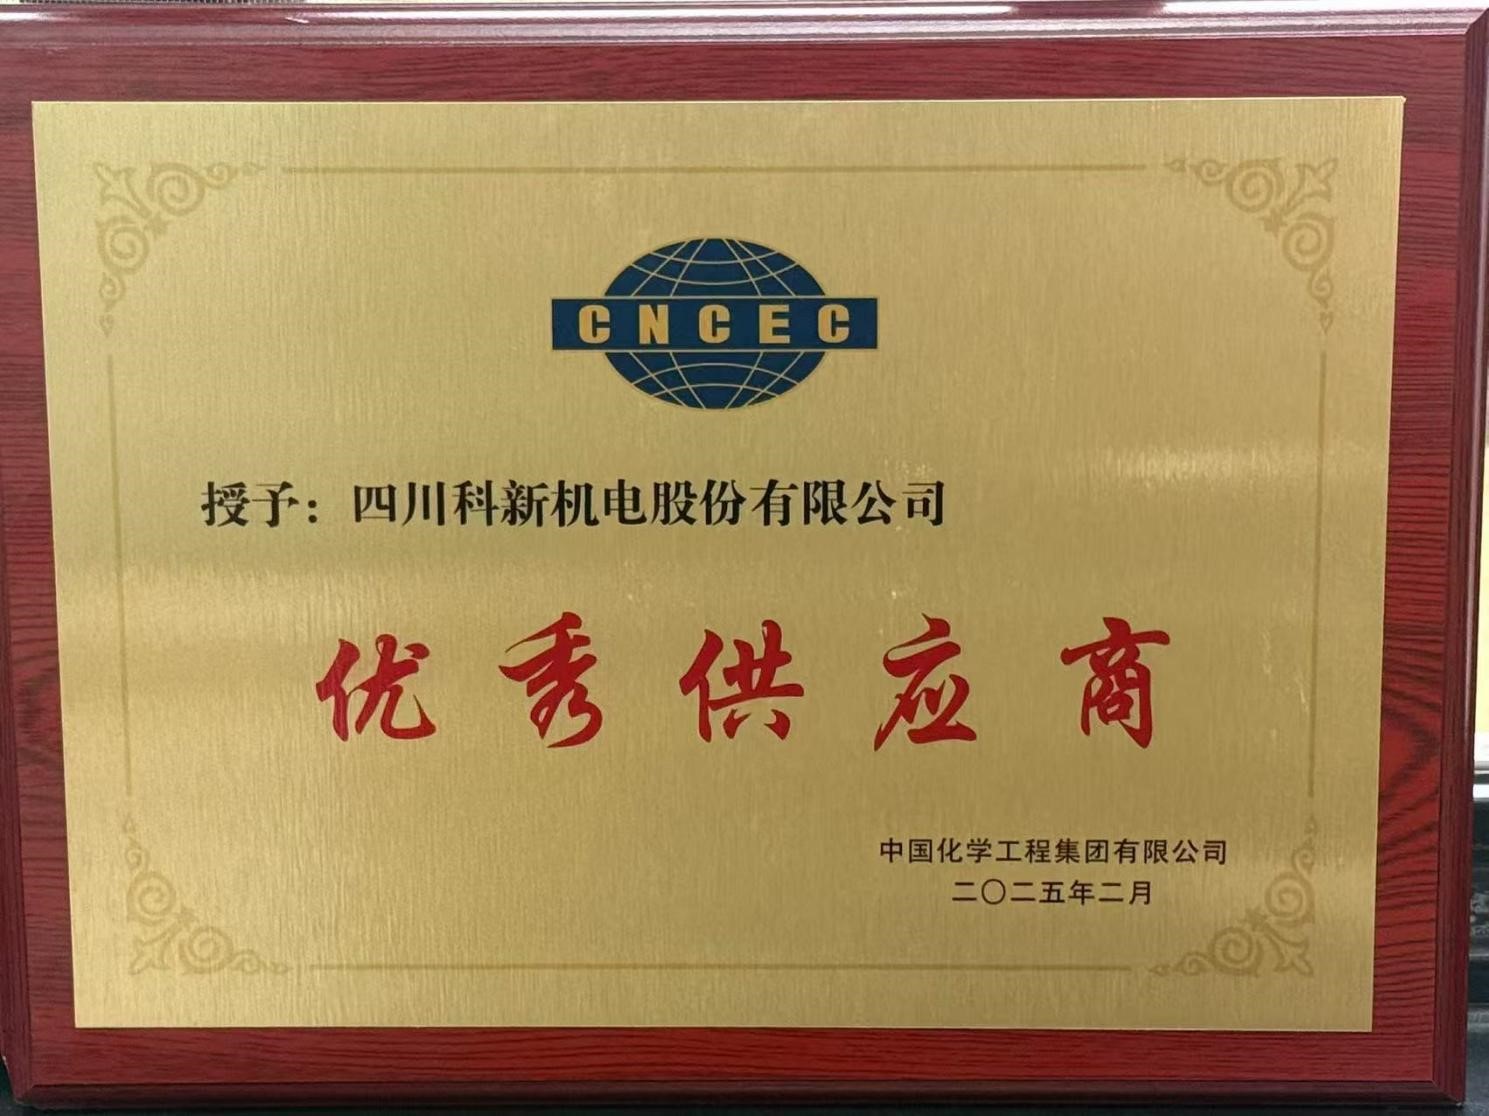 CNCEC
授予：四川科新机电股份有限公司
优秀供应商
中国化学工程集团有限公司
二〇二五年二月